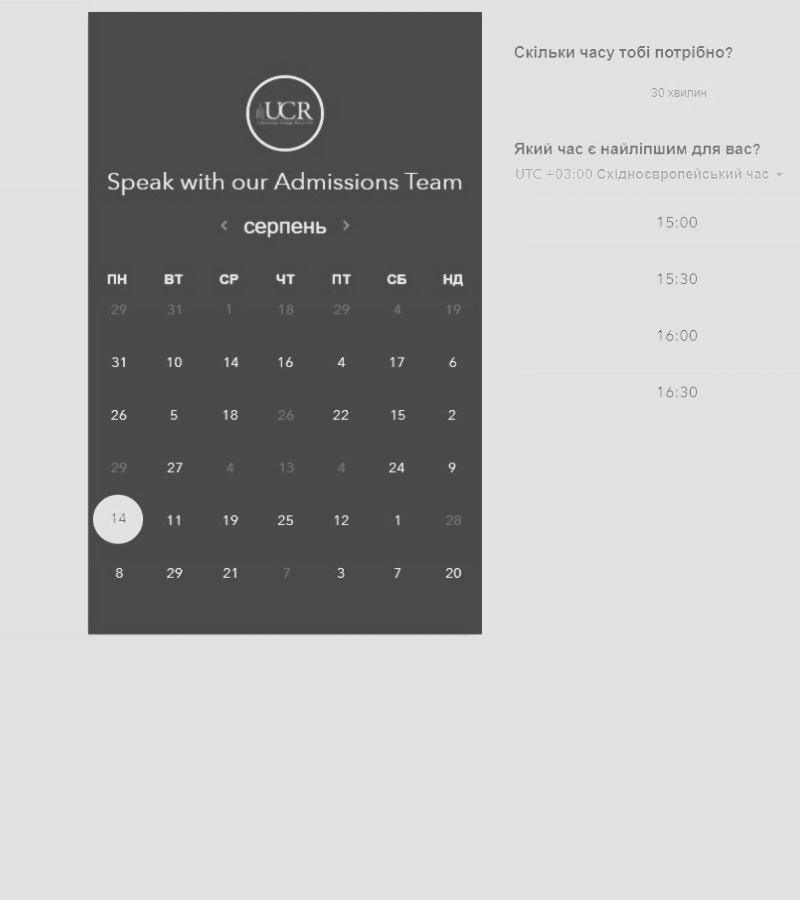 UCR
Speak with our Admissions Team
< серпень >
ПН ВТ СР ЧТ ПТ СБ НД
29 31 1 18 29 4 19
31 10 14 16 4 17 6
26 5 18 26 22 15 2
29 27 4 13 4 24 9
14 11 19 25 12 1 28
8 29 21 7 3 7 20
Скільки часу тобі потрібно?
30 хвилин
Який час є найліпшим для вас?
UTC +03:00 Східноєвропейський час
15:00
15:30
16:00
16:30